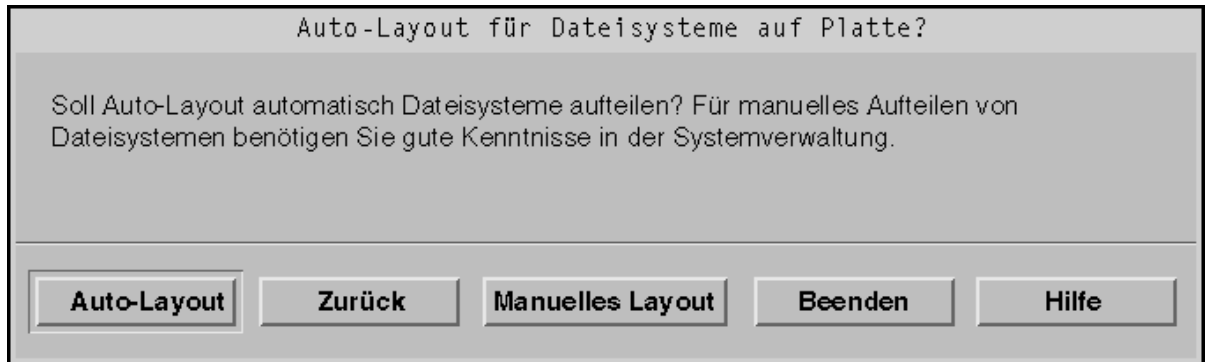 Auto-Layout für Dateisysteme auf Platte?
Soll Auto-Layout automatisch Dateisysteme aufteilen? Für manuelles Aufteilen von
Dateisystemen benötigen Sie gute Kenntnisse in der Systemverwaltung.
Auto-Layout Zurück Manuelles Layout Beenden Hilfe